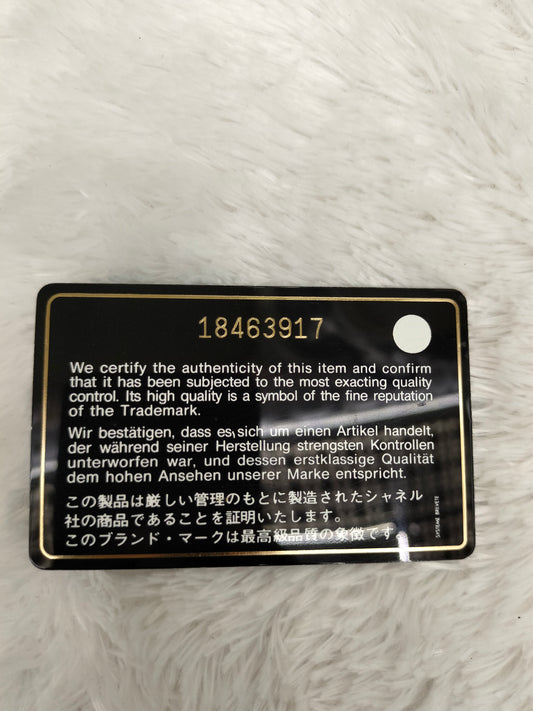 18463917
We certify the authenticity of this item and confirm
that it has been subjected to the most exacting quality
control. Its high quality is a symbol of the fine reputation
of the Trademark.
Wir bestätigen, dass es sich um einen Artikel handelt,
der während seiner Herstellung strengsten Kontrollen
unterworfen war, und dessen erstklassige Qualität
dem hohen Ansehen unserer Marke entspricht.
この製品は厳しい管理のもとに製造されたシャネル
社の商品であることを証明いたします。
このブランド・マークは最高級品質の象徴です。
SYSTEME BREVETE